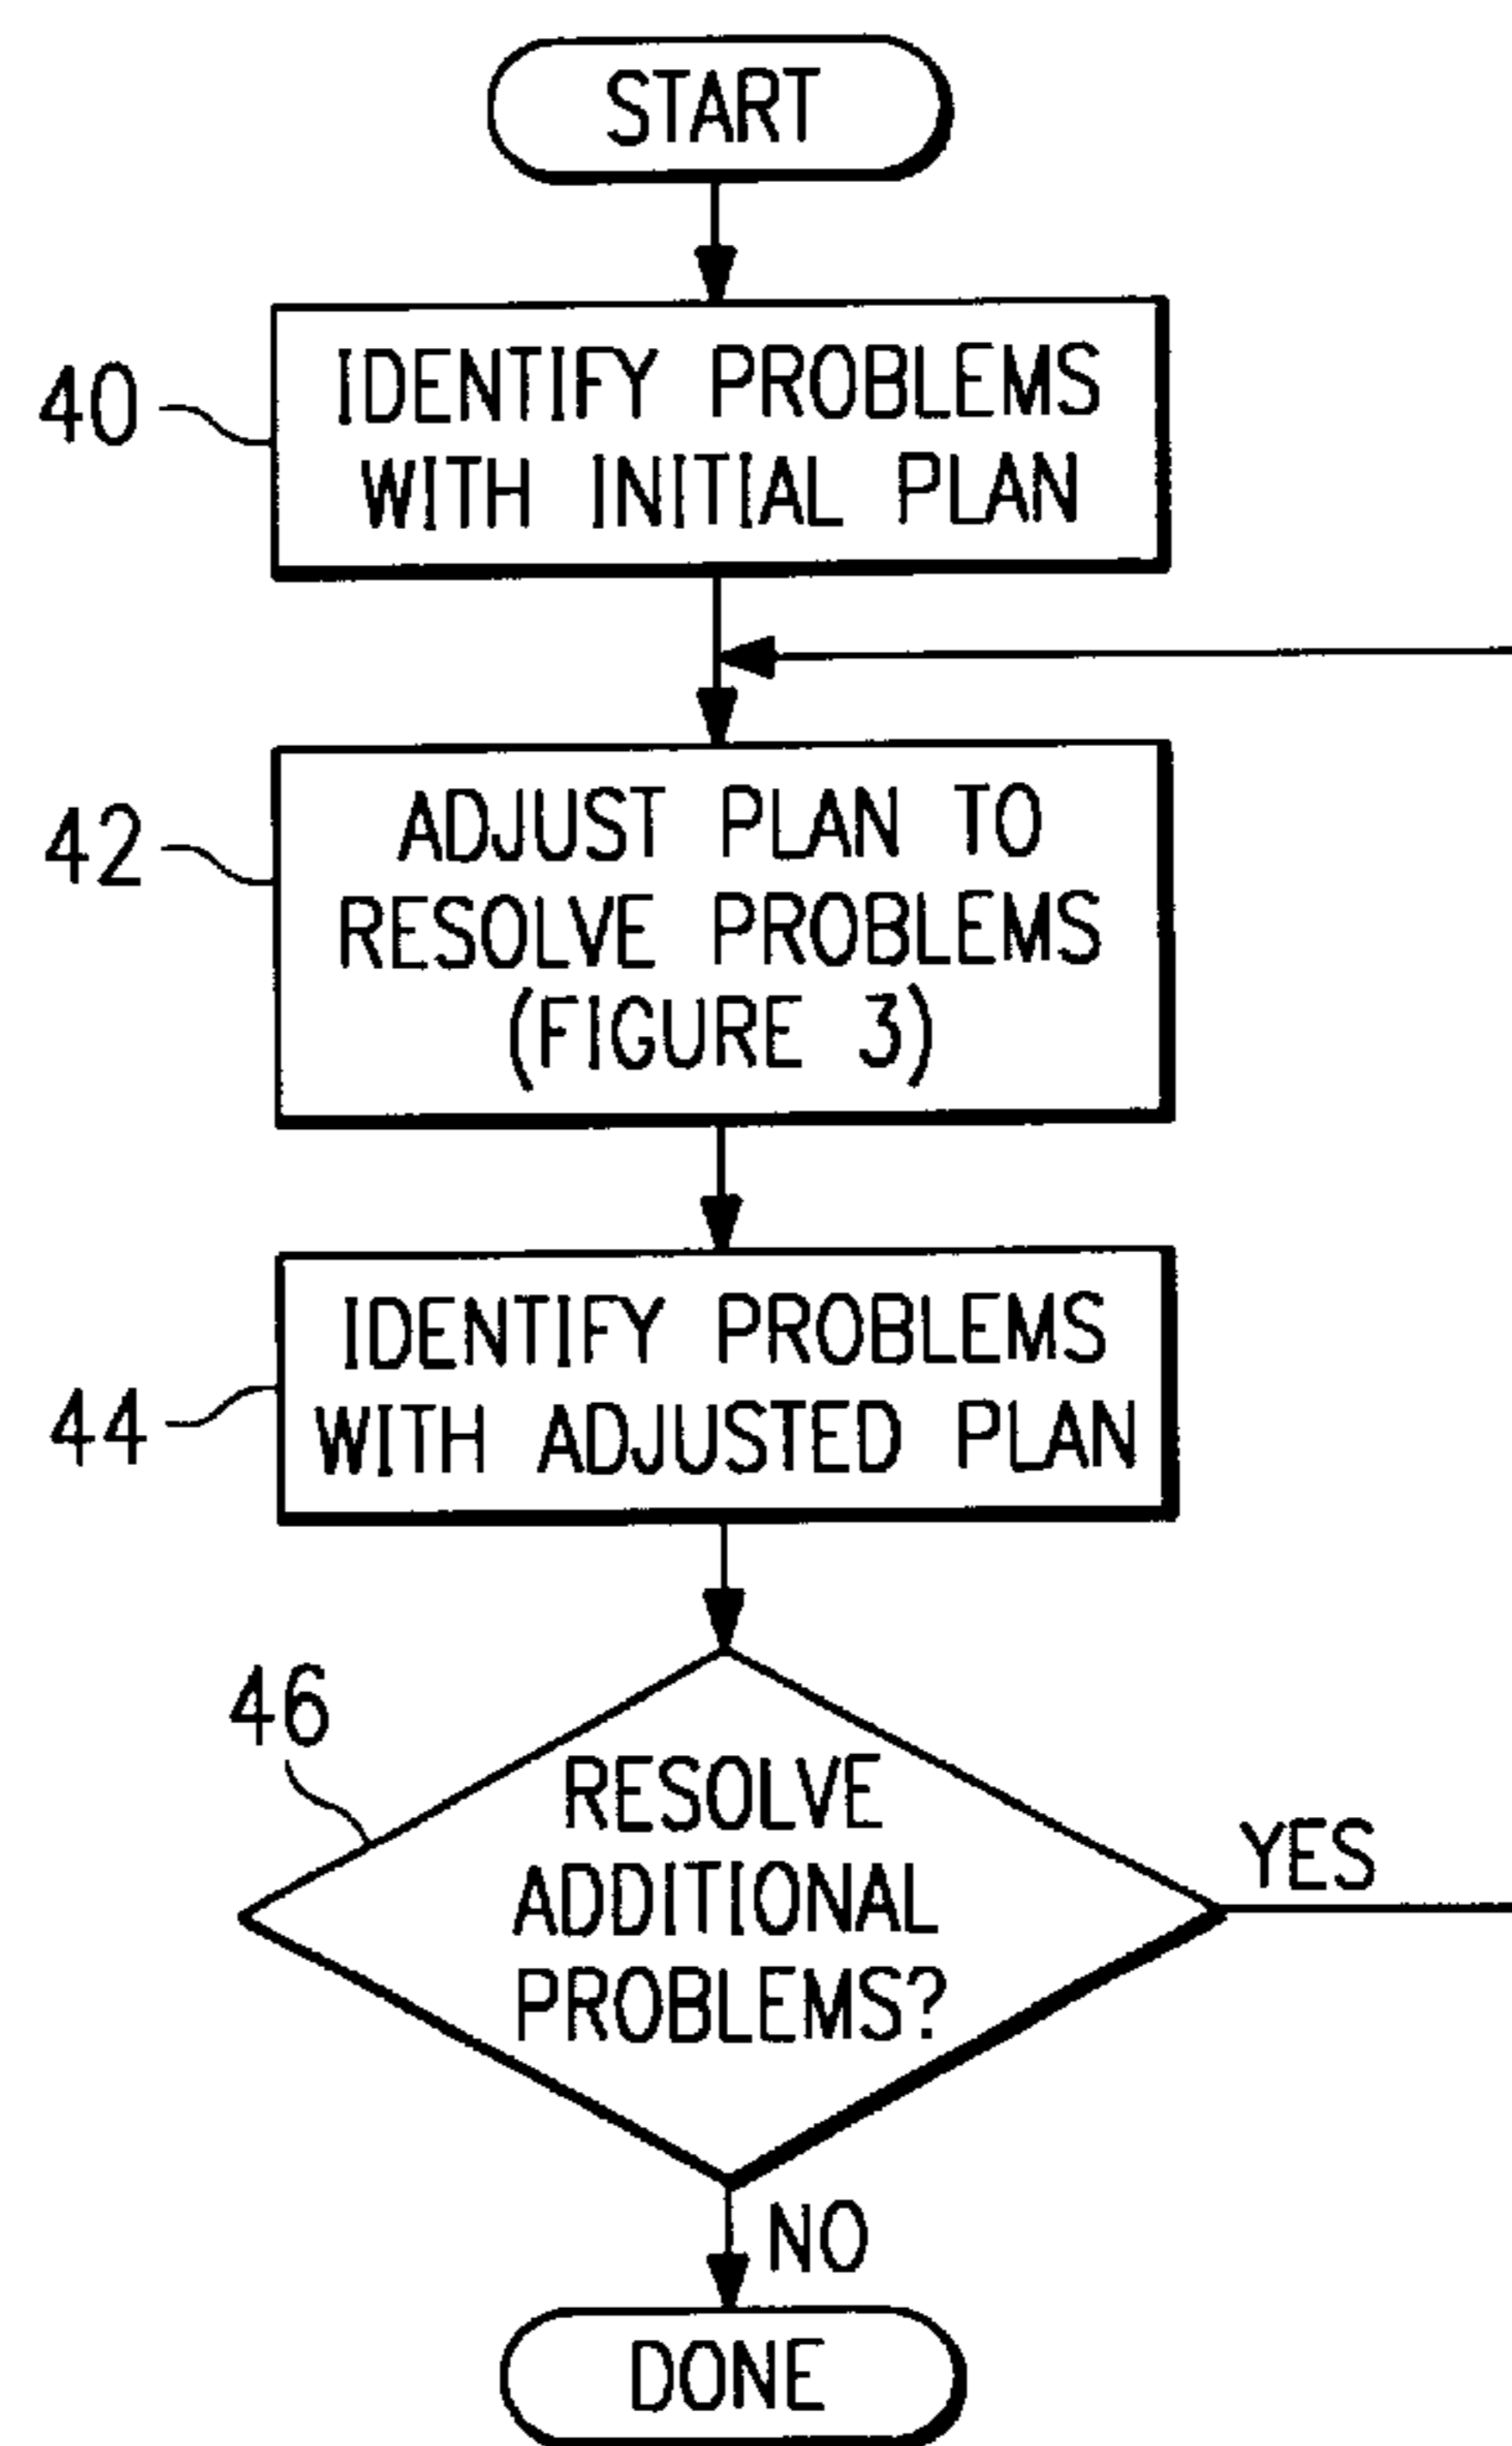 START
40
IDENTIFY PROBLEMS
WITH INITIAL PLAN
42
ADJUST PLAN TO
RESOLVE PROBLEMS
(FIGURE 3)
44
IDENTIFY PROBLEMS
WITH ADJUSTED PLAN
46
RESOLVE
ADDITIONAL
PROBLEMS?
YES
NO
DONE